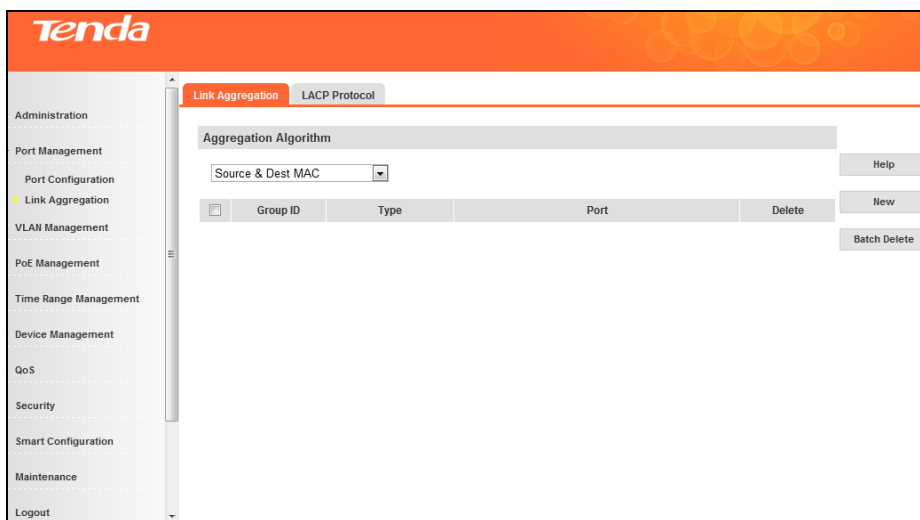 Tenda
Link Aggregation LACP Protocol
Administration
Port Management
Port Configuration
Link Aggregation
VLAN Management
PoE Management
Time Range Management
Device Management
QoS
Security
Smart Configuration
Maintenance
Logout
Aggregation Algorithm
Source & Dest MAC
Group ID Type Port Delete
Help
New
Batch Delete